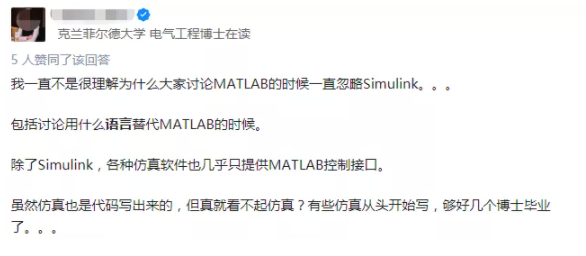 克兰菲尔德大学 电气工程博士在读
5 人赞同了该回答
我一直不是很理解为什么大家讨论MATLAB的时候一直忽略Simulink。。。
包括讨论用什么语言替代MATLAB的时候。
除了Simulink，各种仿真软件也几乎只提供MATLAB控制接口。
虽然仿真也是代码写出来的，但真就看不起仿真？有些仿真从头开始写，够好几个博士毕业
了。。。